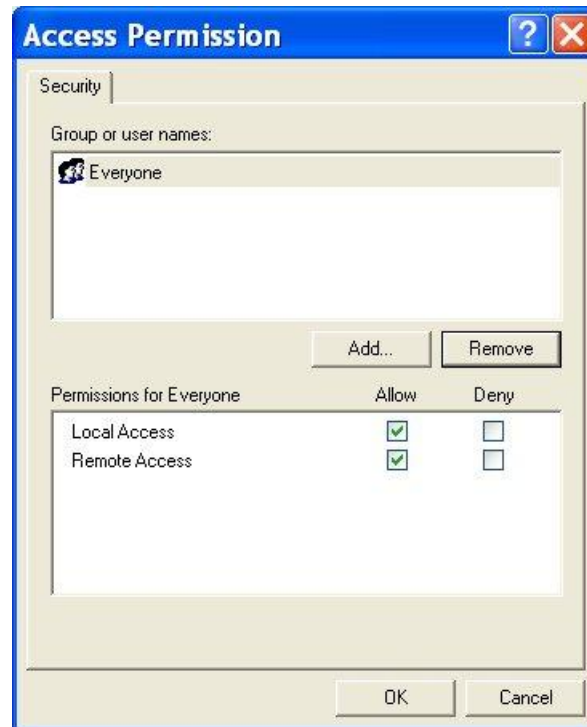 Access Permission
Security
Group or user names:
Everyone
Add... Remove
Permissions for Everyone Allow Deny
Local Access
Remote Access
OK Cancel